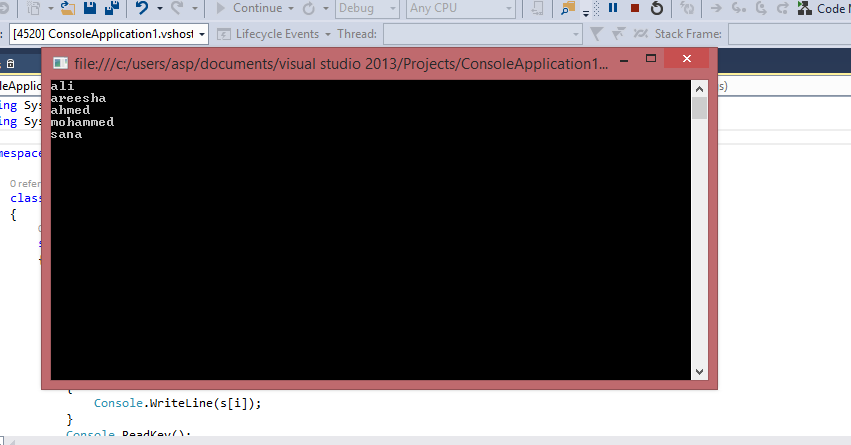 Continue
Debug
Any CPU
Code M
[4520] ConsoleApplication1.vshost
Lifecycle Events
Thread:
Stack Frame:
file:///c:/users/asp/documents/visual studio 2013/Projects/ConsoleApplication1...
ali
areesha
ahmed
mohammed
sana
leApplic
ing Sys
ing Sys
mespace
0 refer
class
{
{
Console.WriteLine(s[i]);
}
Console.ReadKey();